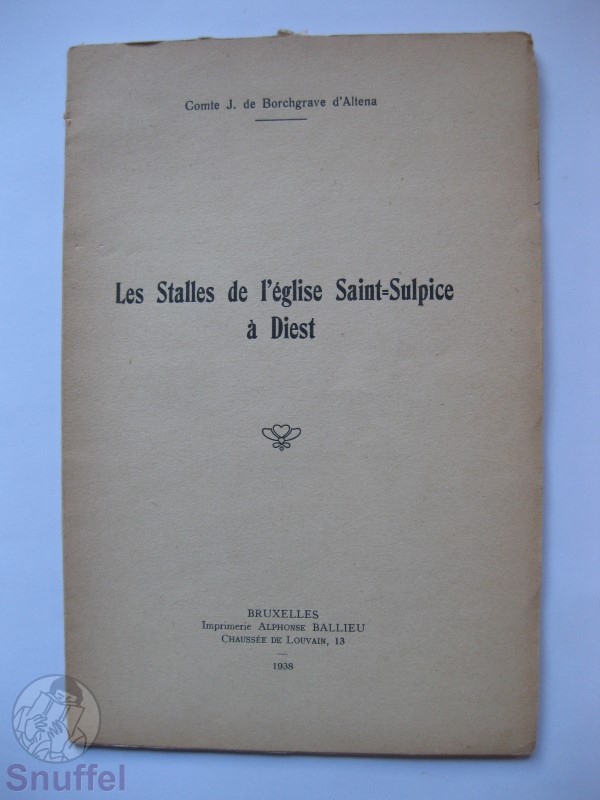 Comte J. de Borchgrave d'Altena
Les Stalles de l'église Saint=Sulpice
à Diest
BRUXELLES
Imprimerie ALPHONSE BALLIEU
CHAUSSÉE DE LOUVAIN, 13
1938
Snuffel